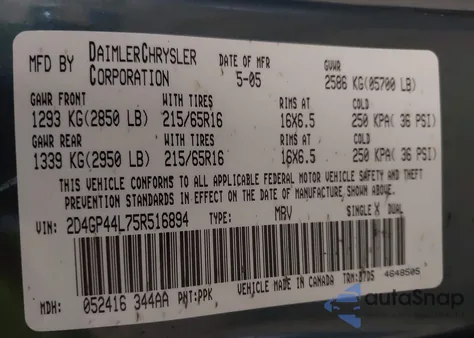 MFD BY DAIMLERCHRYSLER CORPORATION DATE OF MFR 5-05 GVWR 2586 KG(05700 LB)
GAWR FRONT WITH TIRES RIMS AT COLD
1293 KG(2850 LB) 215/65R16 16X6.5 250 KPA( 36 PSI)
GAWR REAR WITH TIRES RIMS AT COLD
1339 KG(2950 LB) 215/65R16 16X6.5 250 KPA( 36 PSI)
THIS VEHICLE CONFORMS TO ALL APPLICABLE FEDERAL MOTOR VEHICLE SAFETY AND THEFT
PREVENTION STANDARDS IN EFFECT ON THE DATE OF MANUFACTURE SHOWN ABOVE.
VIN: 2D4GP44L75R516894 TYPE: MBV SINGLE X DUAL
MDH: 052416 344AA PNT:PPK VEHICLE MADE IN CANADA TRM: 4648505
autoSnap